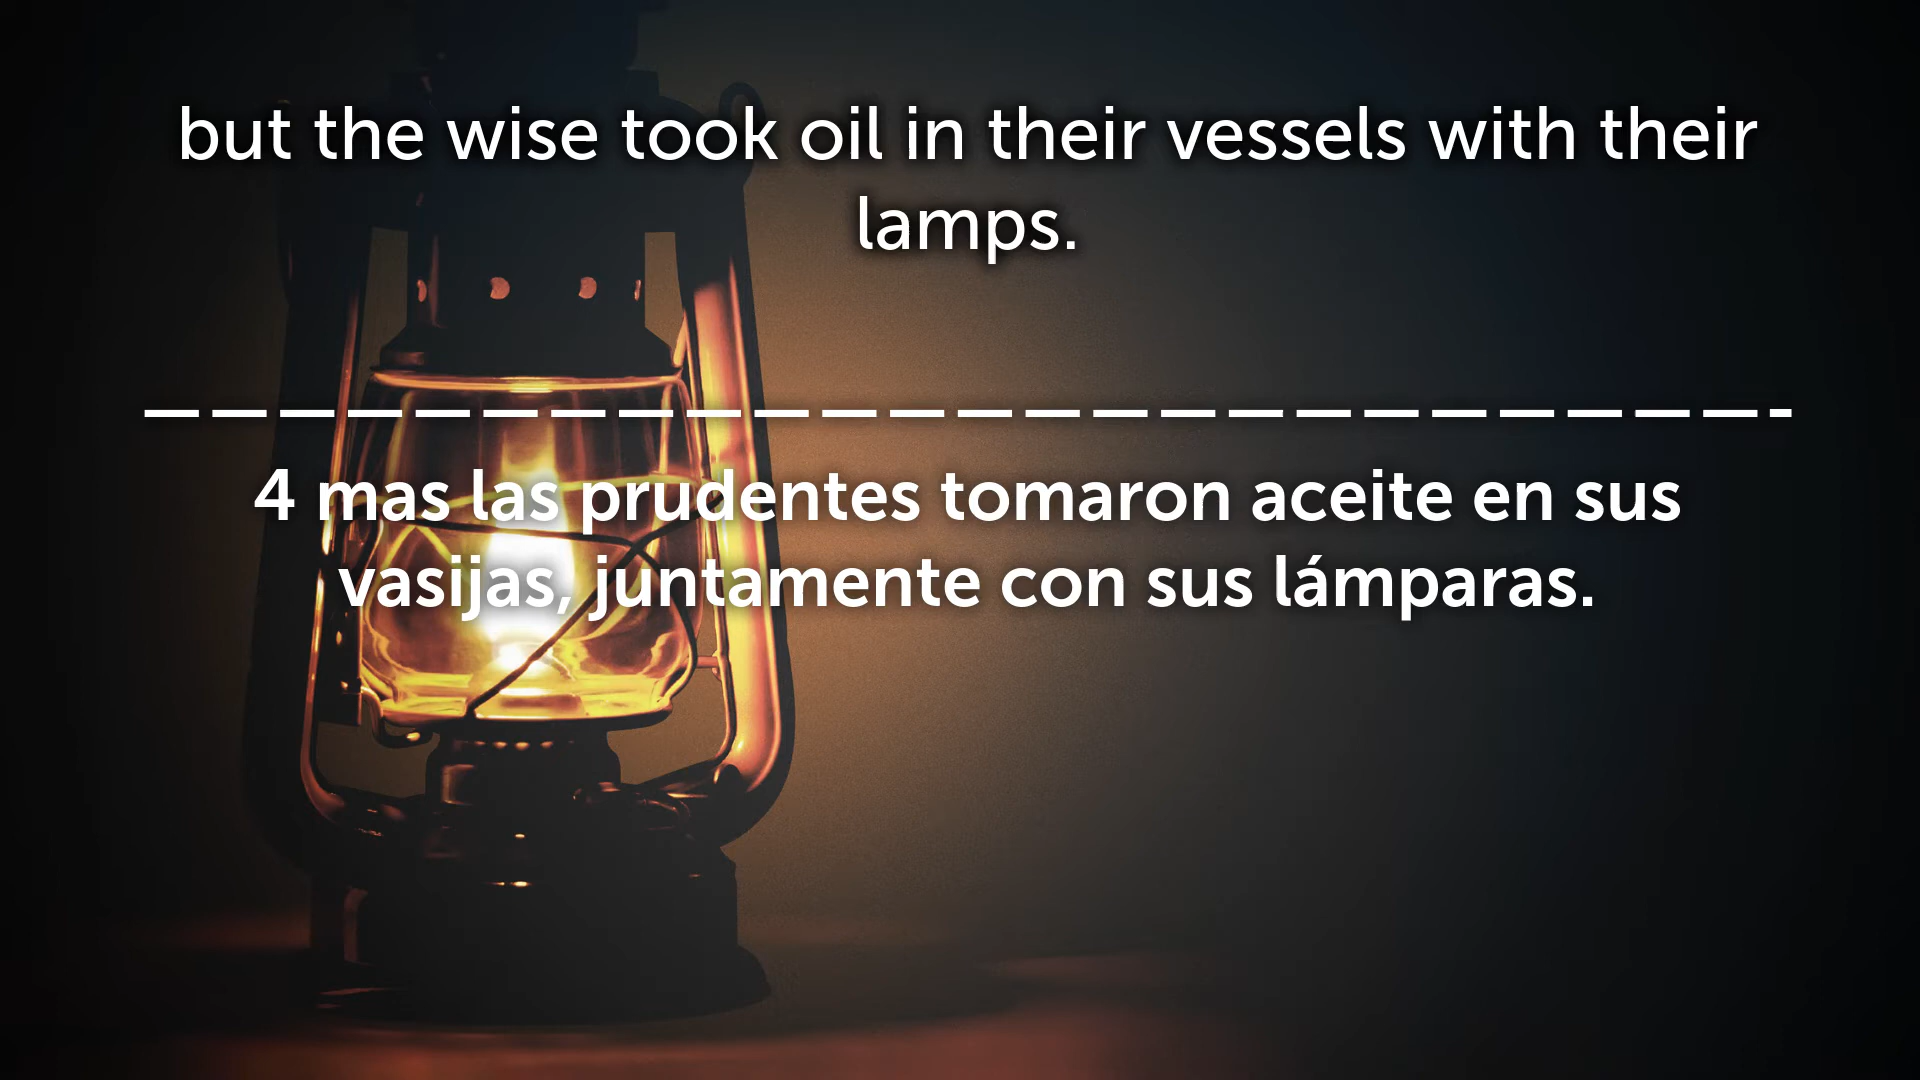 but the wise took oil in their vessels with their
lamps.
— — — — — — — — — — — — — — — — — — — — — — — — -
4 mas las prudentes tomaron aceite en sus
vasijas, juntamente con sus lámparas.